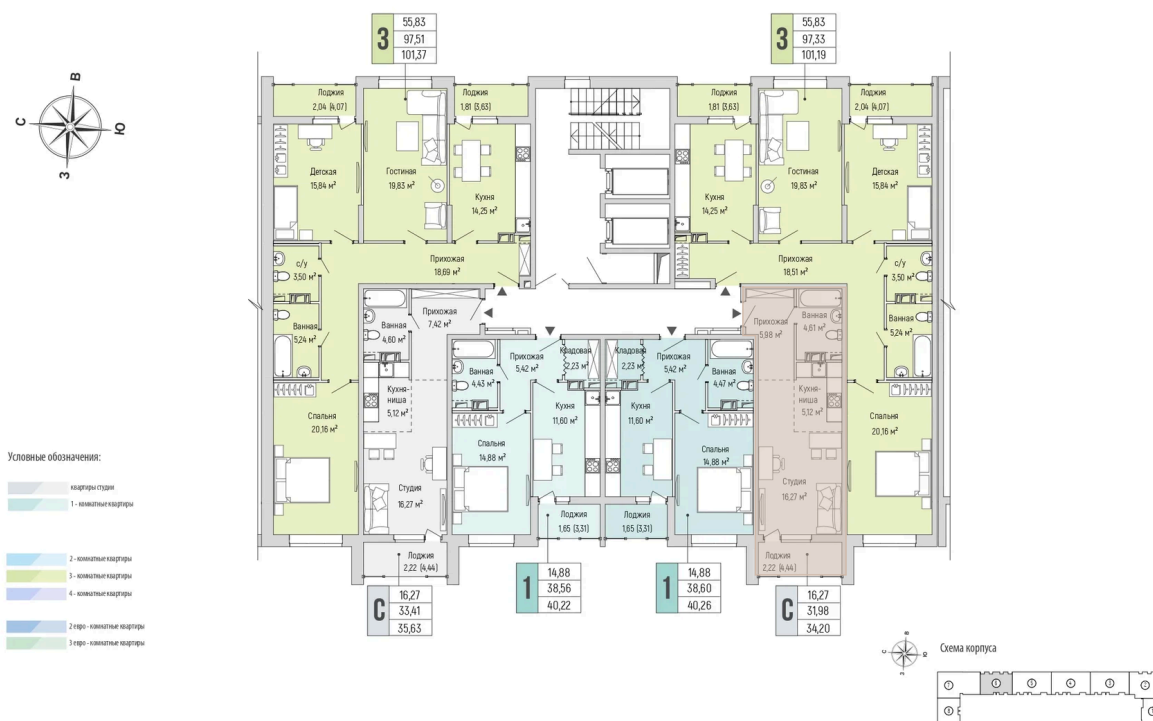 3
55,83
97,51
101,37
3
55,83
97,33
101,19
В
С
Ю
З
Лоджия
2,04 (4,07)
Лоджия
1,81 (3,63)
Лоджия
1,81 (3,63)
Лоджия
2,04 (4,07)
Детская
15,84 м²
Гостиная
19,83 м²
Кухня
14,25 м²
Кухня
14,25 м²
Гостиная
19,83 м²
Детская
15,84 м²
с/у
3,50 м²
Прихожая
18,69 м²
Прихожая
18,51 м²
с/у
3,50 м²
Ванная
5,24 м²
Ванная
4,60 м²
Прихожая
7,42 м²
Прихожая
5,98 м²
Ванная
4,61 м²
Ванная
5,24 м²
Ванная
4,43 м²
Прихожая
5,42 м²
Кладовая
2,23 м²
Кладовая
2,23 м²
Прихожая
5,42 м²
Ванная
4,47 м²
Кухня-
ниша
5,12 м²
Кухня-
ниша
5,12 м²
Спальня
20,16 м²
Кухня
11,60 м²
Кухня
11,60 м²
Спальня
20,16 м²
Спальня
14,88 м²
Спальня
14,88 м²
Студия
16,27 м²
Студия
16,27 м²
Лоджия
1,65 (3,31)
Лоджия
1,65 (3,31)
Лоджия
2,22 (4,44)
Лоджия
2,22 (4,44)
С
16,27
33,41
35,63
1
14,88
38,56
40,22
1
14,88
38,60
40,26
С
16,27
31,98
34,20
Условные обозначения:
квартиры студии
1 - комнатные квартиры
2 - комнатные квартиры
3 - комнатные квартиры
4 - комнатные квартиры
2 евро - комнатные квартиры
3 евро - комнатные квартиры
В
С
Ю
З
Схема корпуса
7
6
5
4
3
2
8